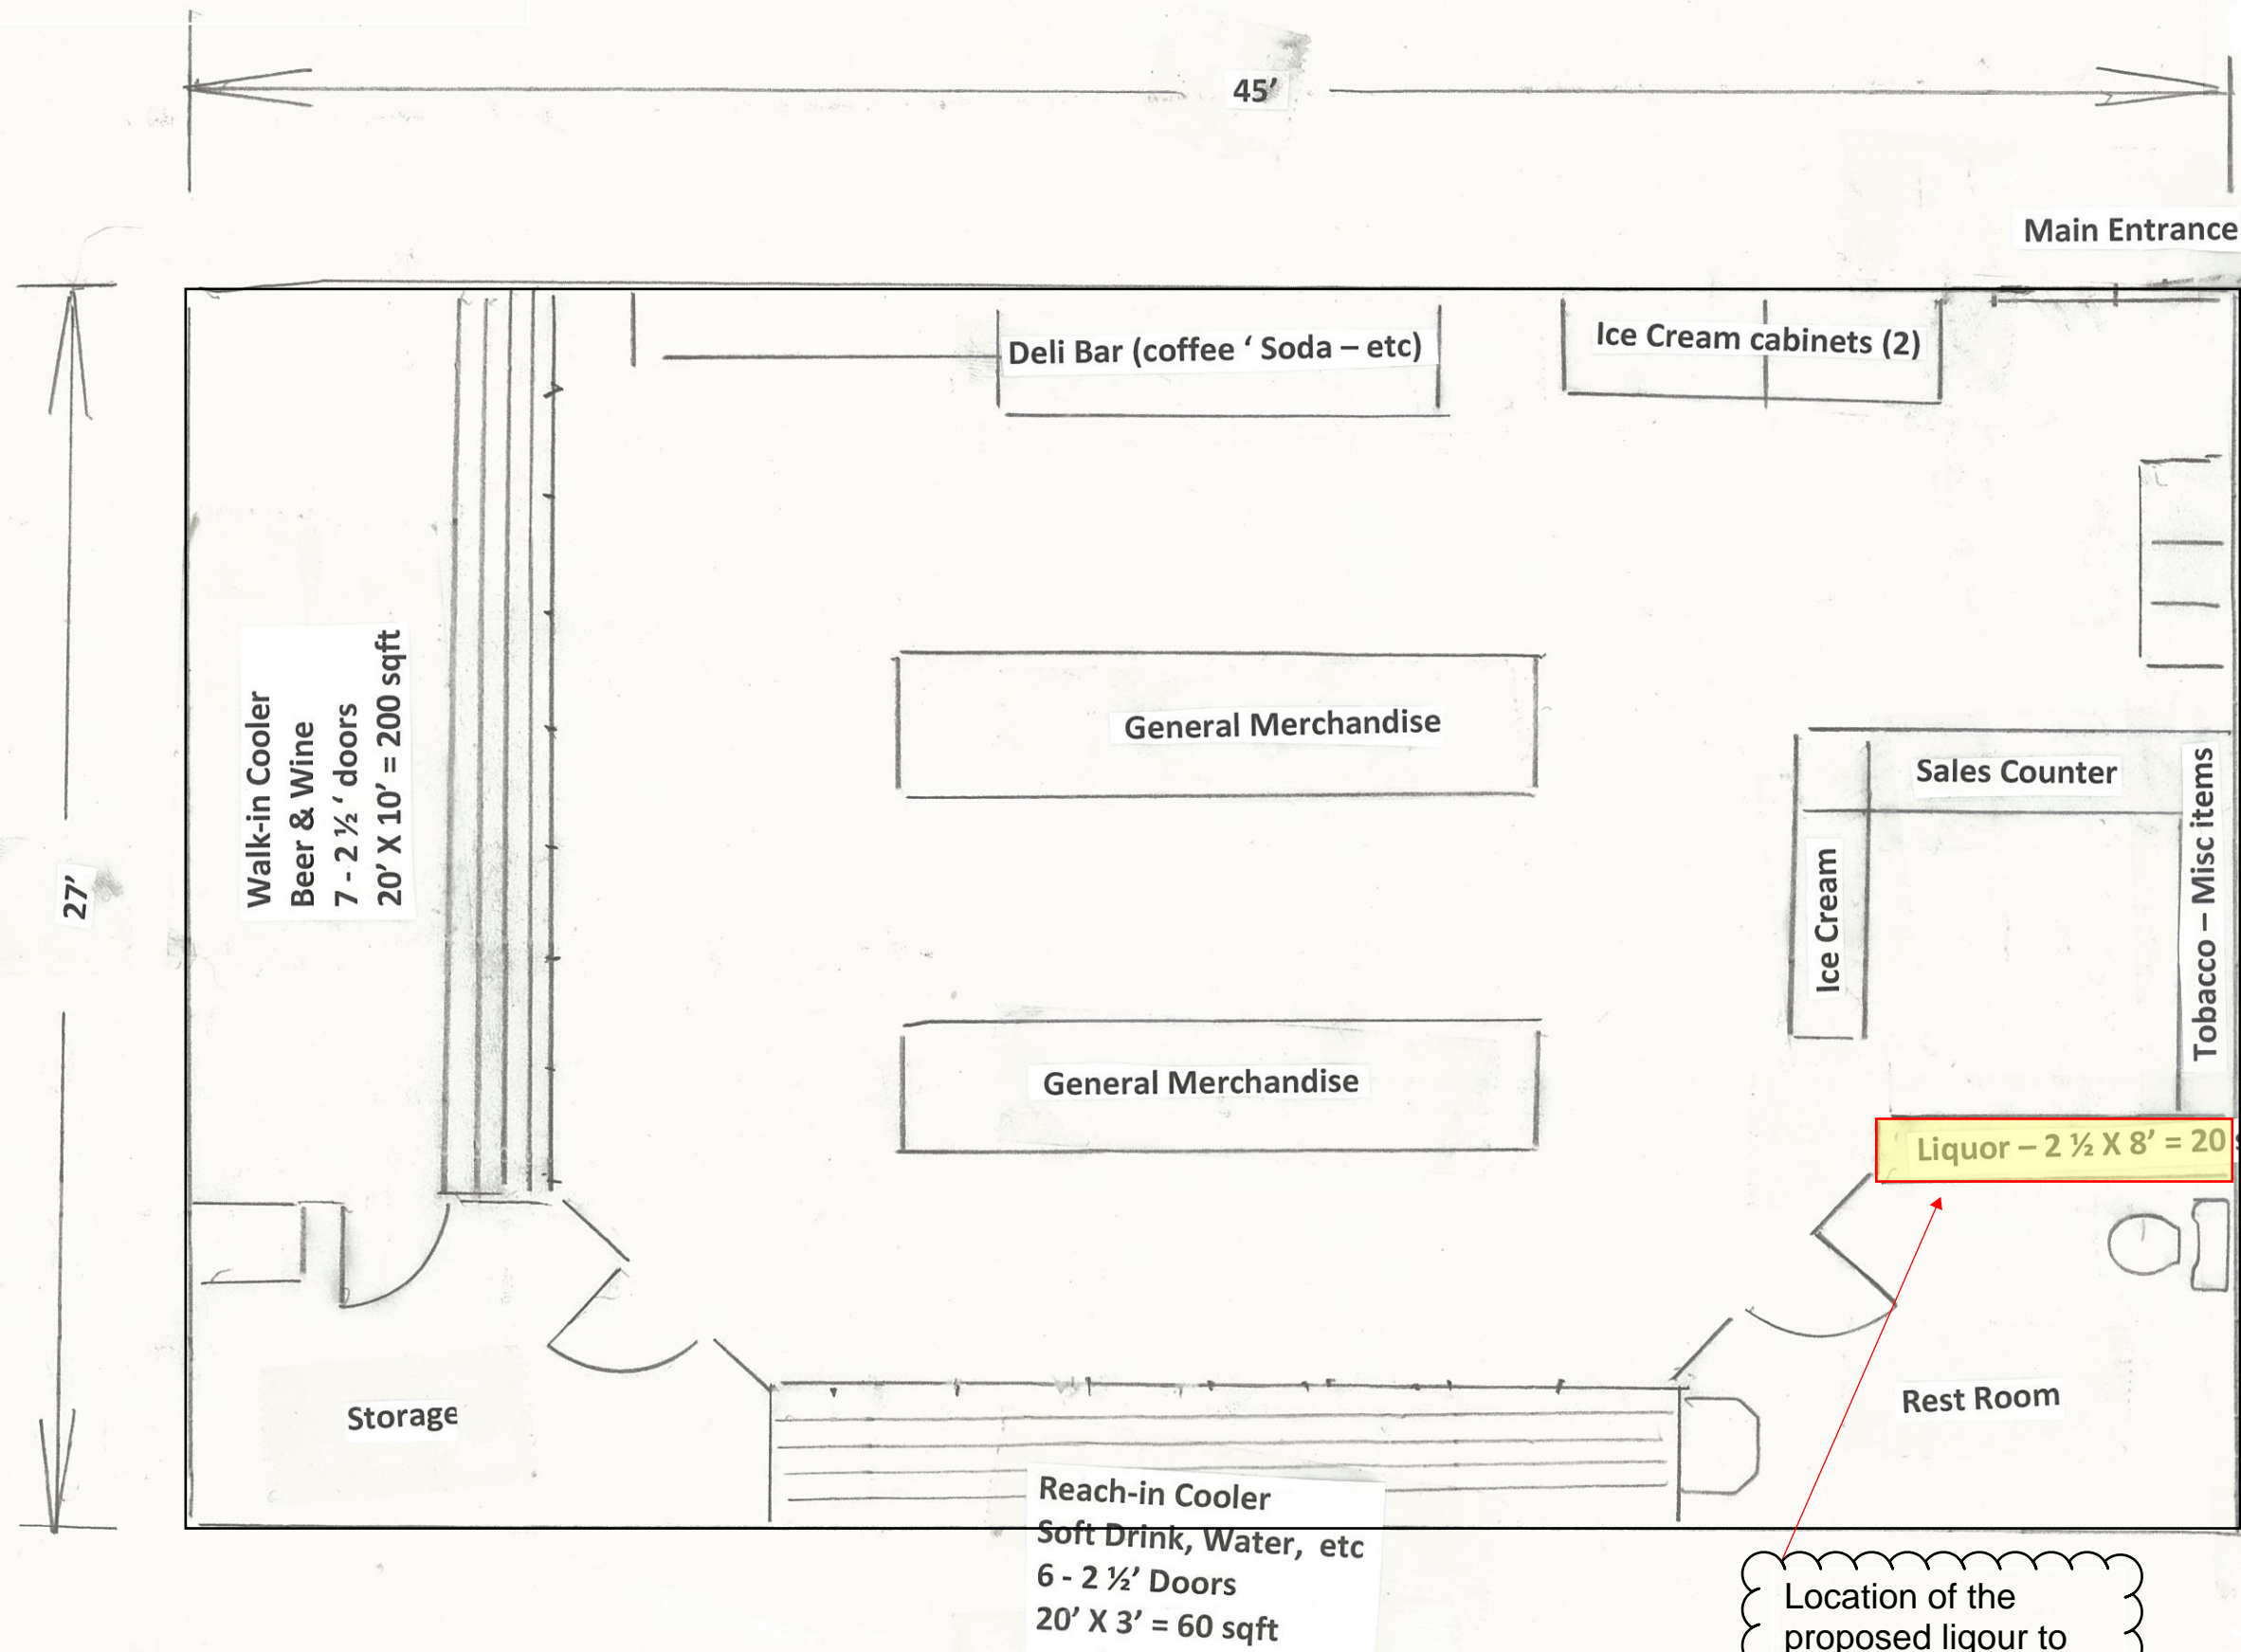 45’
Main Entrance
Deli Bar (coffee ‘ Soda – etc)
Ice Cream cabinets (2)
27’
Walk-in Cooler
Beer & Wine
7 - 2 ½ ‘ doors
20’ X 10’ = 200 sqft
General Merchandise
Sales Counter
Tobacco – Misc items
Ice Cream
General Merchandise
Liquor – 2 ½ X 8’ = 20
Storage
Rest Room
Reach-in Cooler
Soft Drink, Water, etc
6 - 2 ½’ Doors
20’ X 3’ = 60 sqft
Location of the
proposed liqour to